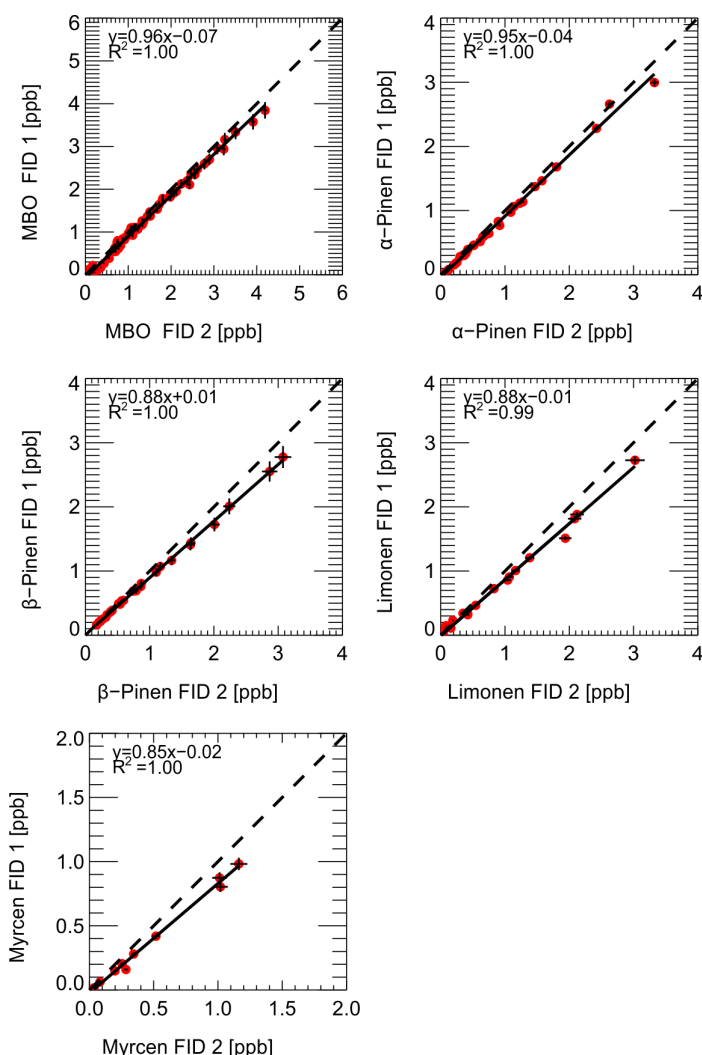 y=0.96x−0.07
R² =1.00
MBO FID 1 [ppb]
6
5
4
3
2
1
0
0 1 2 3 4 5 6
MBO FID 2 [ppb]
y=0.95x−0.04
R² =1.00
α−Pinen FID 1 [ppb]
4
3
2
1
0
0 1 2 3 4
α−Pinen FID 2 [ppb]
y=0.88x+0.01
R² =1.00
β−Pinen FID 1 [ppb]
4
3
2
1
0
0 1 2 3 4
β−Pinen FID 2 [ppb]
y=0.88x−0.01
R² =0.99
Limonen FID 1 [ppb]
4
3
2
1
0
0 1 2 3 4
Limonen FID 2 [ppb]
y=0.85x−0.02
R² =1.00
Myrcen FID 1 [ppb]
2.0
1.5
1.0
0.5
0.0
0.0 0.5 1.0 1.5 2.0
Myrcen FID 2 [ppb]